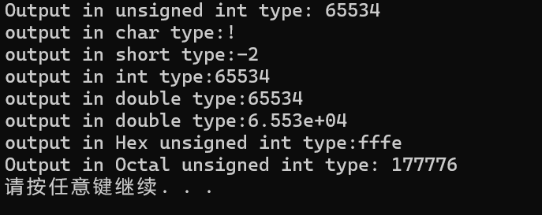 Output in unsigned int type: 65534
output in char type:!
output in short type:-2
output in int type:65534
output in double type:65534
output in double type:6.553e+04
output in Hex unsigned int type:fffe
Output in Octal unsigned int type: 177776
请按任意键继续. . .